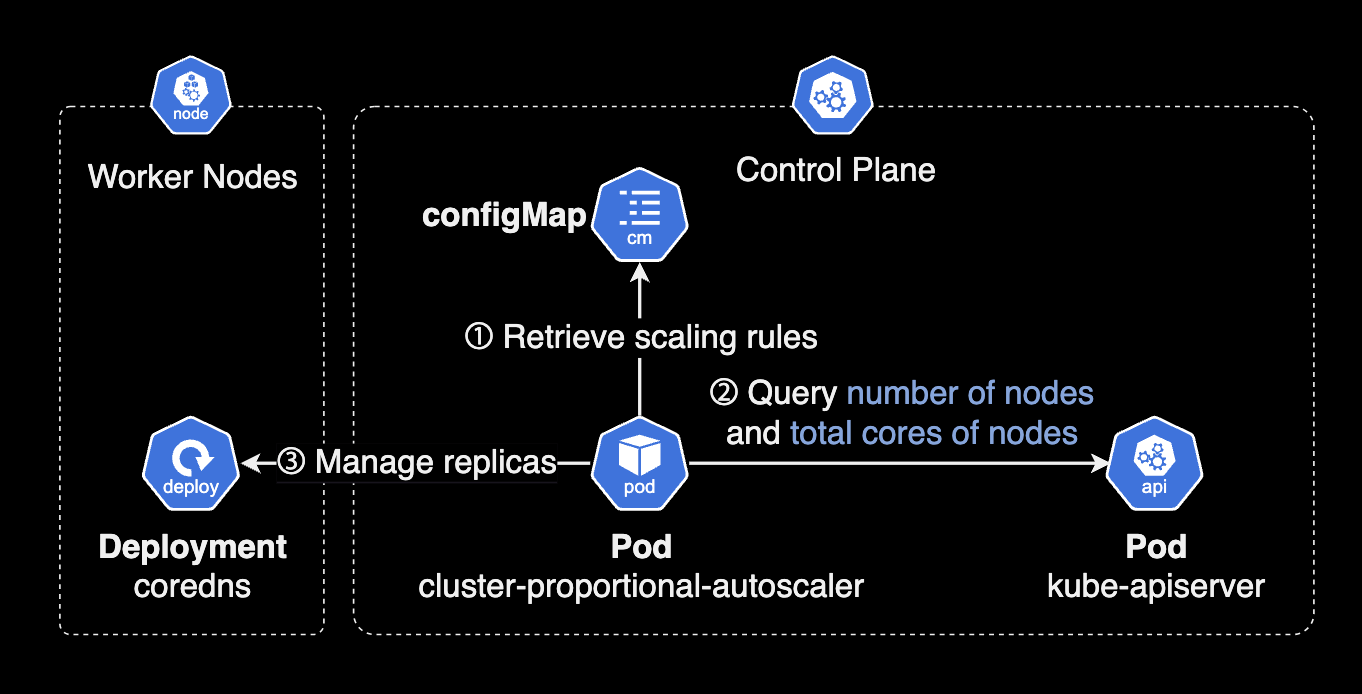 node
Worker Nodes
Control Plane
configMap
cm
① Retrieve scaling rules
② Query number of nodes
and total cores of nodes
③ Manage replicas
deploy
pod
api
Deployment
coredns
Pod
cluster-proportional-autoscaler
Pod
kube-apiserver